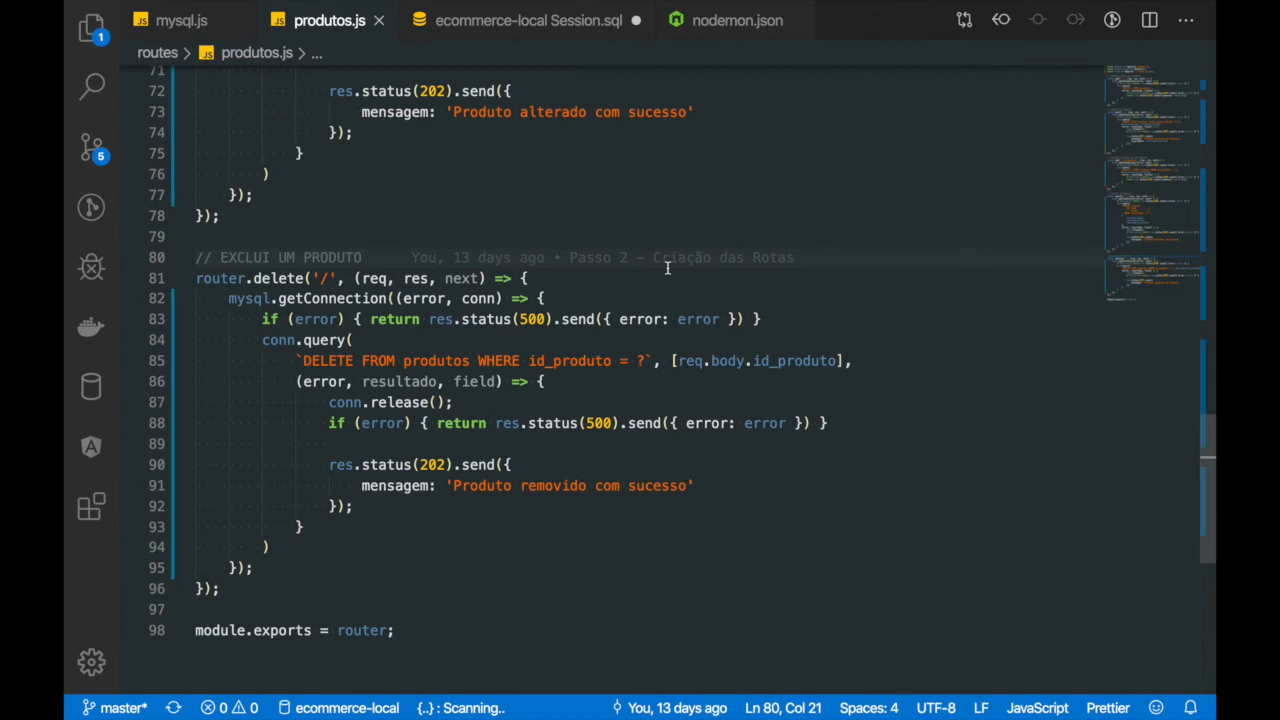 mysql.js
produtos.js
ecommerce-local Session.sql
nodemon.json
routes > produtos.js > ...
71
72 res.status(202).send({
73 mensagem: 'Produto alterado com sucesso'
74 });
75 }
76 )
77 });
78 });
79
80 // EXCLUI UM PRODUTO You, 13 days ago • Passo 2 – Criação das Rotas
81 router.delete('/', (req, res, next) => {
82 mysql.getConnection((error, conn) => {
83 if (error) { return res.status(500).send({ error: error }) }
84 conn.query(
85 `DELETE FROM produtos WHERE id_produto = ?`, [req.body.id_produto],
86 (error, resultado, field) => {
87 conn.release();
88 if (error) { return res.status(500).send({ error: error }) }
89
90 res.status(202).send({
91 mensagem: 'Produto removido com sucesso'
92 });
93 }
94 )
95 });
96 });
97
98 module.exports = router;
1
5
master* 0 0 ecommerce-local {..} : Scanning.. You, 13 days ago Ln 80, Col 21 Spaces: 4 UTF-8 LF JavaScript Prettier